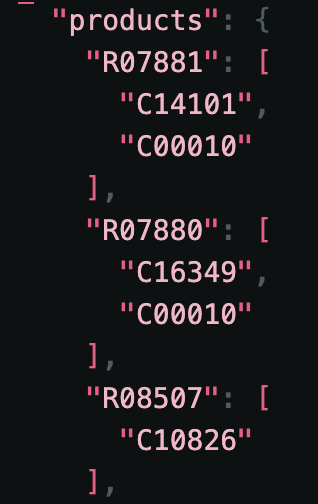 "products": {
"R07881": [
"C14101",
"C00010"
],
"R07880": [
"C16349",
"C00010"
],
"R08507": [
"C10826"
],